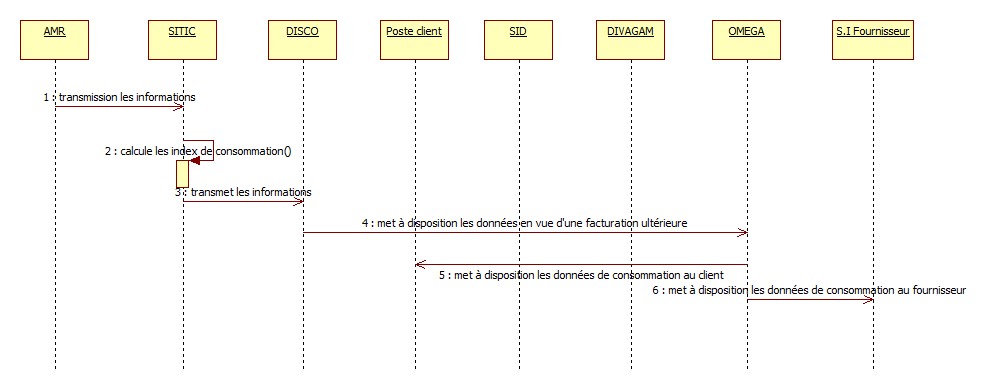 AMR
SITIC
DISCO
Poste client
SID
DIVAGAM
OMEGA
S.I Fournisseur
1 : transmission les informations
2 : calcule les index de consommation()
3 : transmet les informations
4 : met à disposition les données en vue d'une facturation ultérieure
5 : met à disposition les données de consommation au client
6 : met à disposition les données de consommation au fournisseur